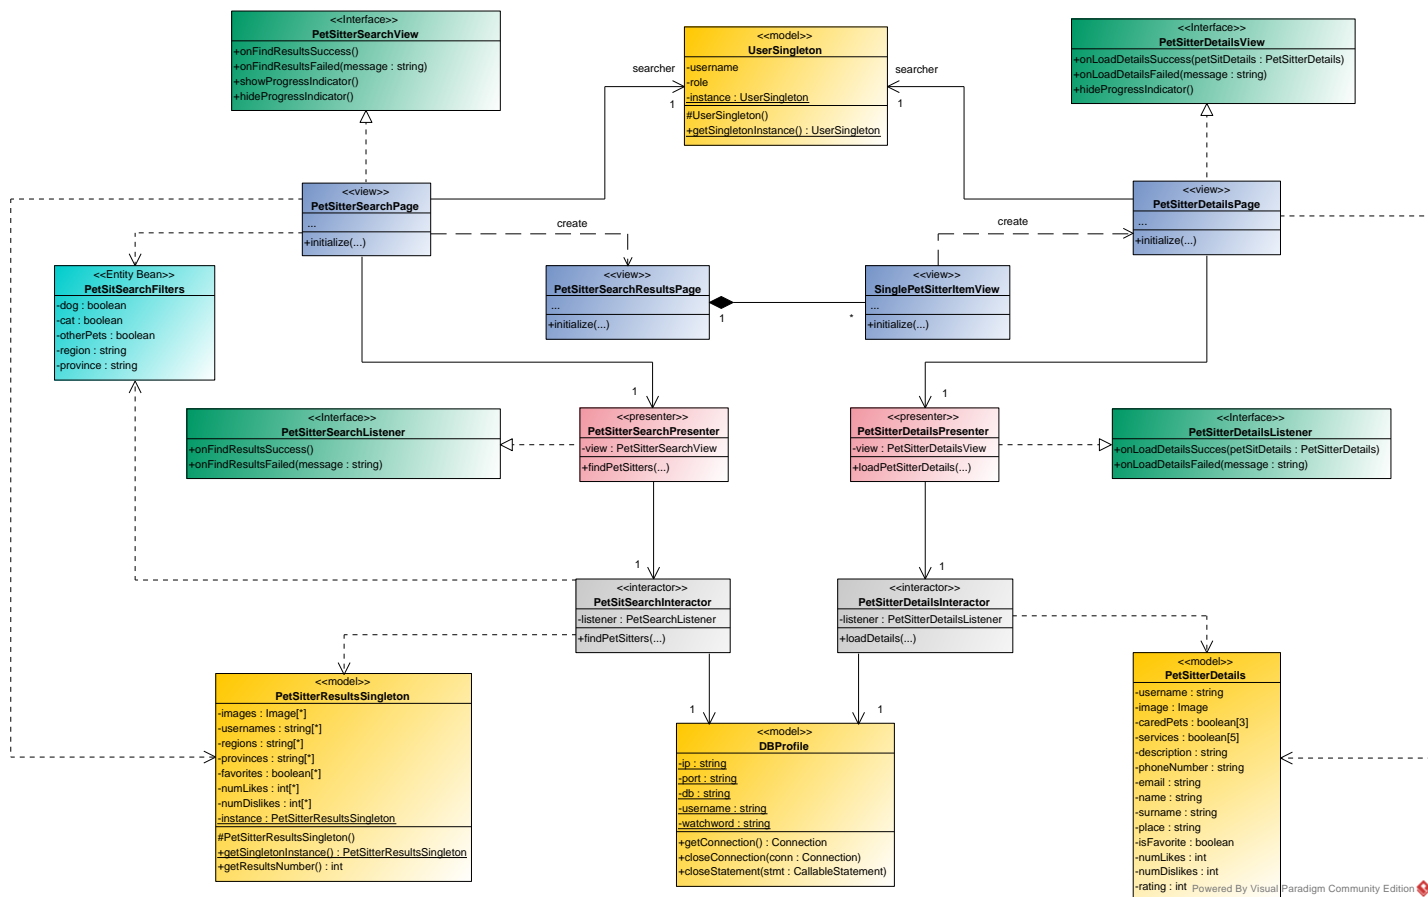 <<Interface>>
PetSitterSearchView
+onFindResultsSuccess()
+onFindResultsFailed(message : string)
+showProgressIndicator()
+hideProgressIndicator()
<<model>>
UserSingleton
-username
-role
-instance : UserSingleton
#UserSingleton()
+getSingletonInstance() : UserSingleton
<<Interface>>
PetSitterDetailsView
+onLoadDetailsSuccess(petSitDetails : PetSitterDetails)
+onLoadDetailsFailed(message : string)
+hideProgressIndicator()
searcher
1
searcher
1
<<view>>
PetSitterSearchPage
...
+initialize(...)
<<view>>
PetSitterDetailsPage
...
+initialize(...)
create
create
<<Entity Bean>>
PetSitSearchFilters
-dog : boolean
-cat : boolean
-otherPets : boolean
-region : string
-province : string
<<view>>
PetSitterSearchResultsPage
...
+initialize(...)
1
*
<<view>>
SinglePetSitterItemView
...
+initialize(...)
1
1
<<Interface>>
PetSitterSearchListener
+onFindResultsSuccess()
+onFindResultsFailed(message : string)
<<presenter>>
PetSitterSearchPresenter
-view : PetSitterSearchView
+findPetSitters(...)
<<presenter>>
PetSitterDetailsPresenter
-view : PetSitterDetailsView
+loadPetSitterDetails(...)
<<Interface>>
PetSitterDetailsListener
+onLoadDetailsSucces(petSitDetails : PetSitterDetails)
+onLoadDetailsFailed(message : string)
1
1
<<interactor>>
PetSitSearchInteractor
-listener : PetSearchListener
+findPetSitters(...)
<<interactor>>
PetSitterDetailsInteractor
-listener : PetSitterDetailsListener
+loadDetails(...)
<<model>>
PetSitterResultsSingleton
-images : Image[*]
-usernames : string[*]
-regions : string[*]
-provinces : string[*]
-favorites : boolean[*]
-numLikes : int[*]
-numDislikes : int[*]
-instance : PetSitterResultsSingleton
#PetSitterResultsSingleton()
+getSingletonInstance() : PetSitterResultsSingleton
+getResultsNumber() : int
1
1
<<model>>
DBProfile
-ip : string
-port : string
-db : string
-username : string
-watchword : string
+getConnection() : Connection
+closeConnection(conn : Connection)
+closeStatement(stmt : CallableStatement)
<<model>>
PetSitterDetails
-username : string
-image : Image
-caredPets : boolean[3]
-services : boolean[5]
-description : string
-phoneNumber : string
-email : string
-name : string
-surname : string
-place : string
-isFavorite : boolean
-numLikes : int
-numDislikes : int
-rating : int
Powered By Visual Paradigm Community Edition